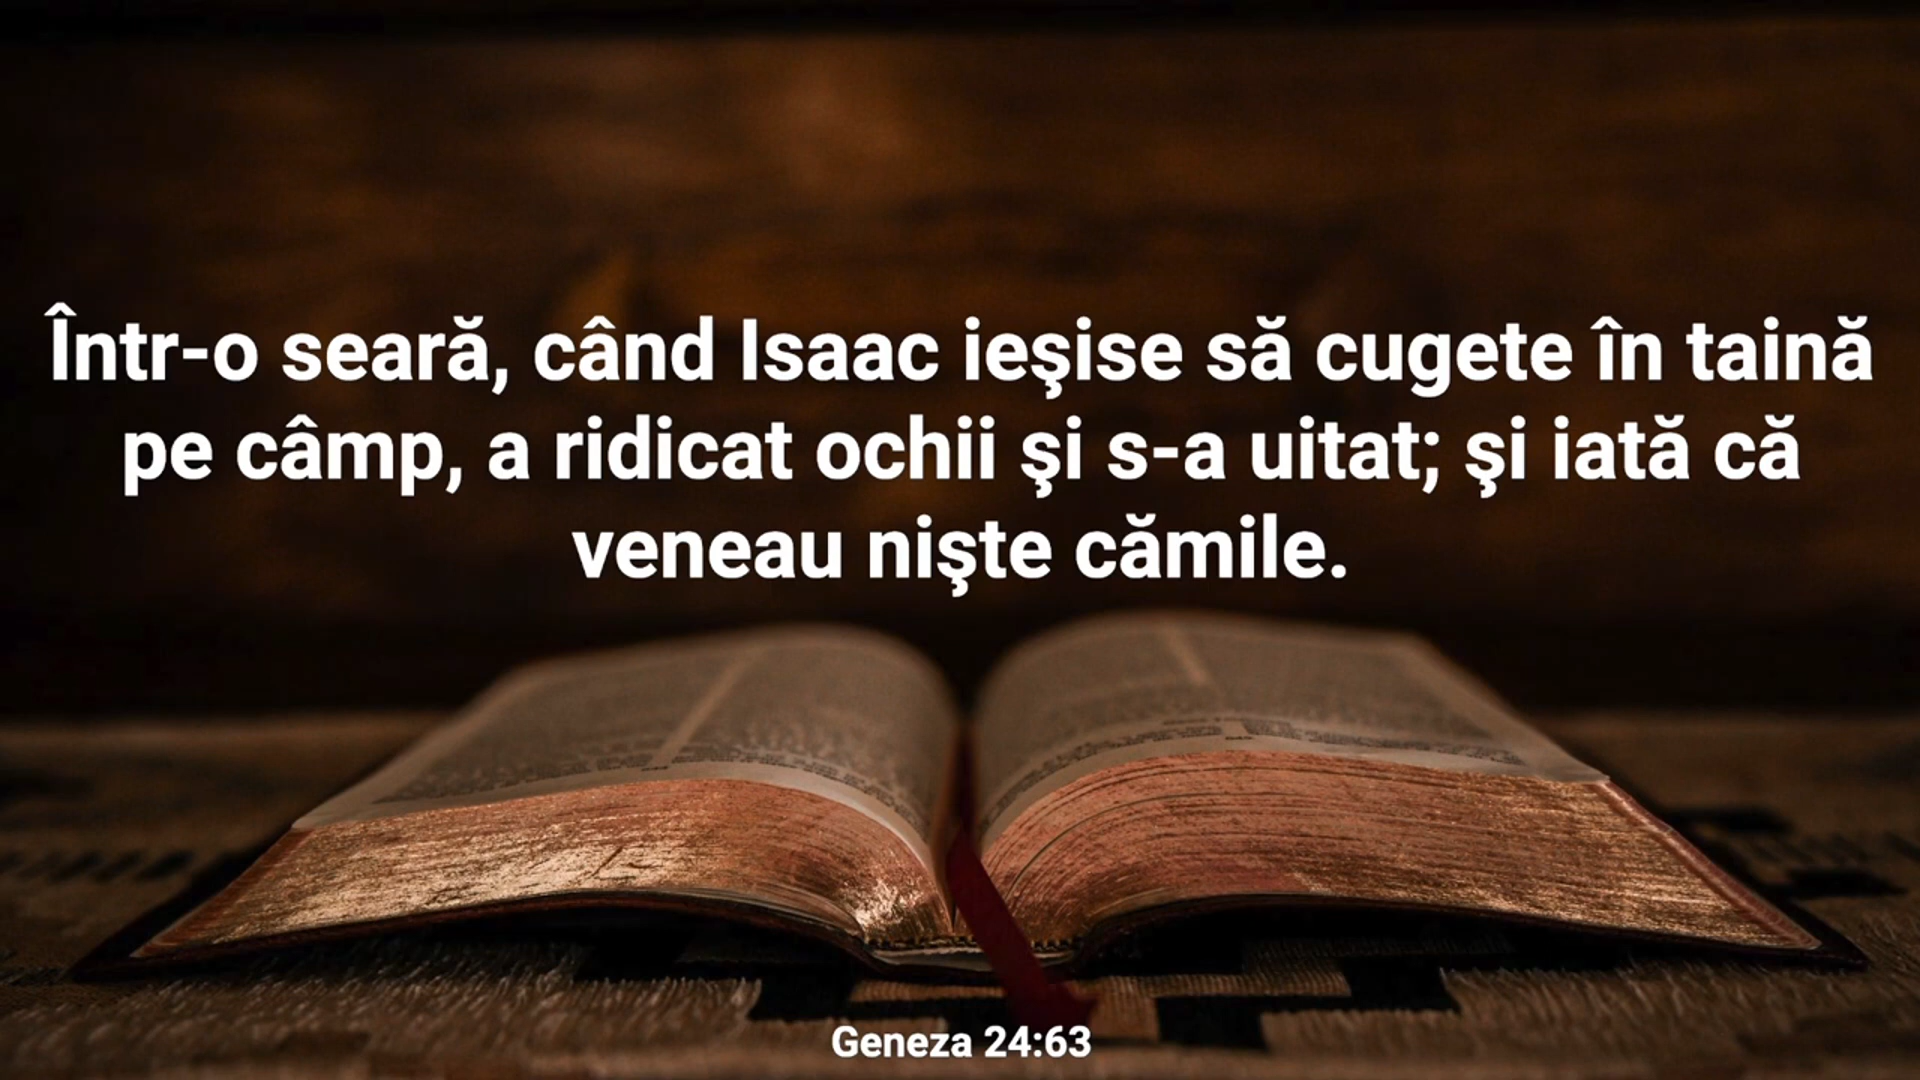 Într-o seară, când Isaac ieşise să cugete în taină
pe câmp, a ridicat ochii şi s-a uitat; şi iată că
veneau nişte cămile.
Geneza 24:63